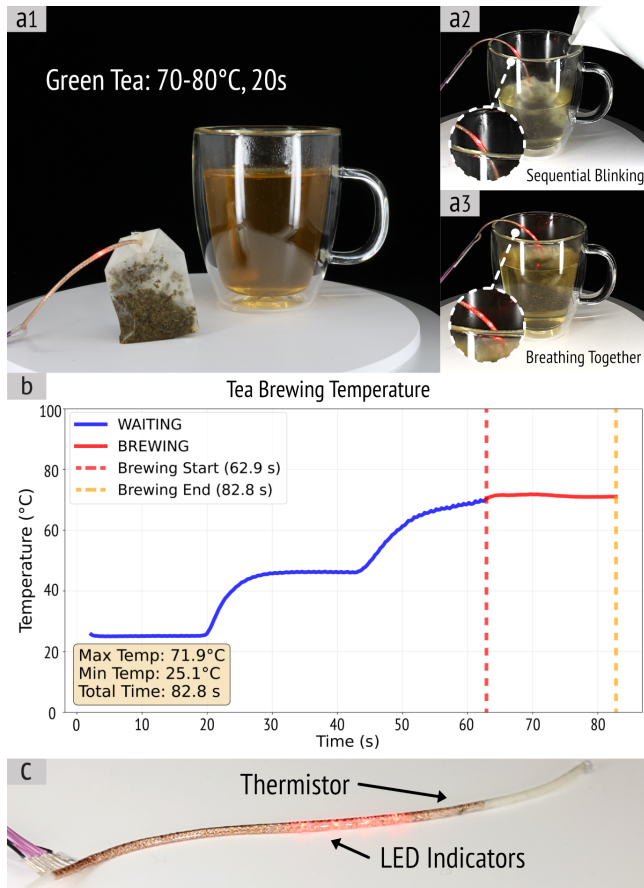 a1
Green Tea: 70-80°C, 20s
a2
Sequential Blinking
a3
Breathing Together
b
Tea Brewing Temperature
WAITING
BREWING
Brewing Start (62.9 s)
Brewing End (82.8 s)
Temperature (°C)
100
80
60
40
20
0
Max Temp: 71.9°C
Min Temp: 25.1°C
Total Time: 82.8 s
0 10 20 30 40 50 60 70 80
Time (s)
c
Thermistor
LED Indicators